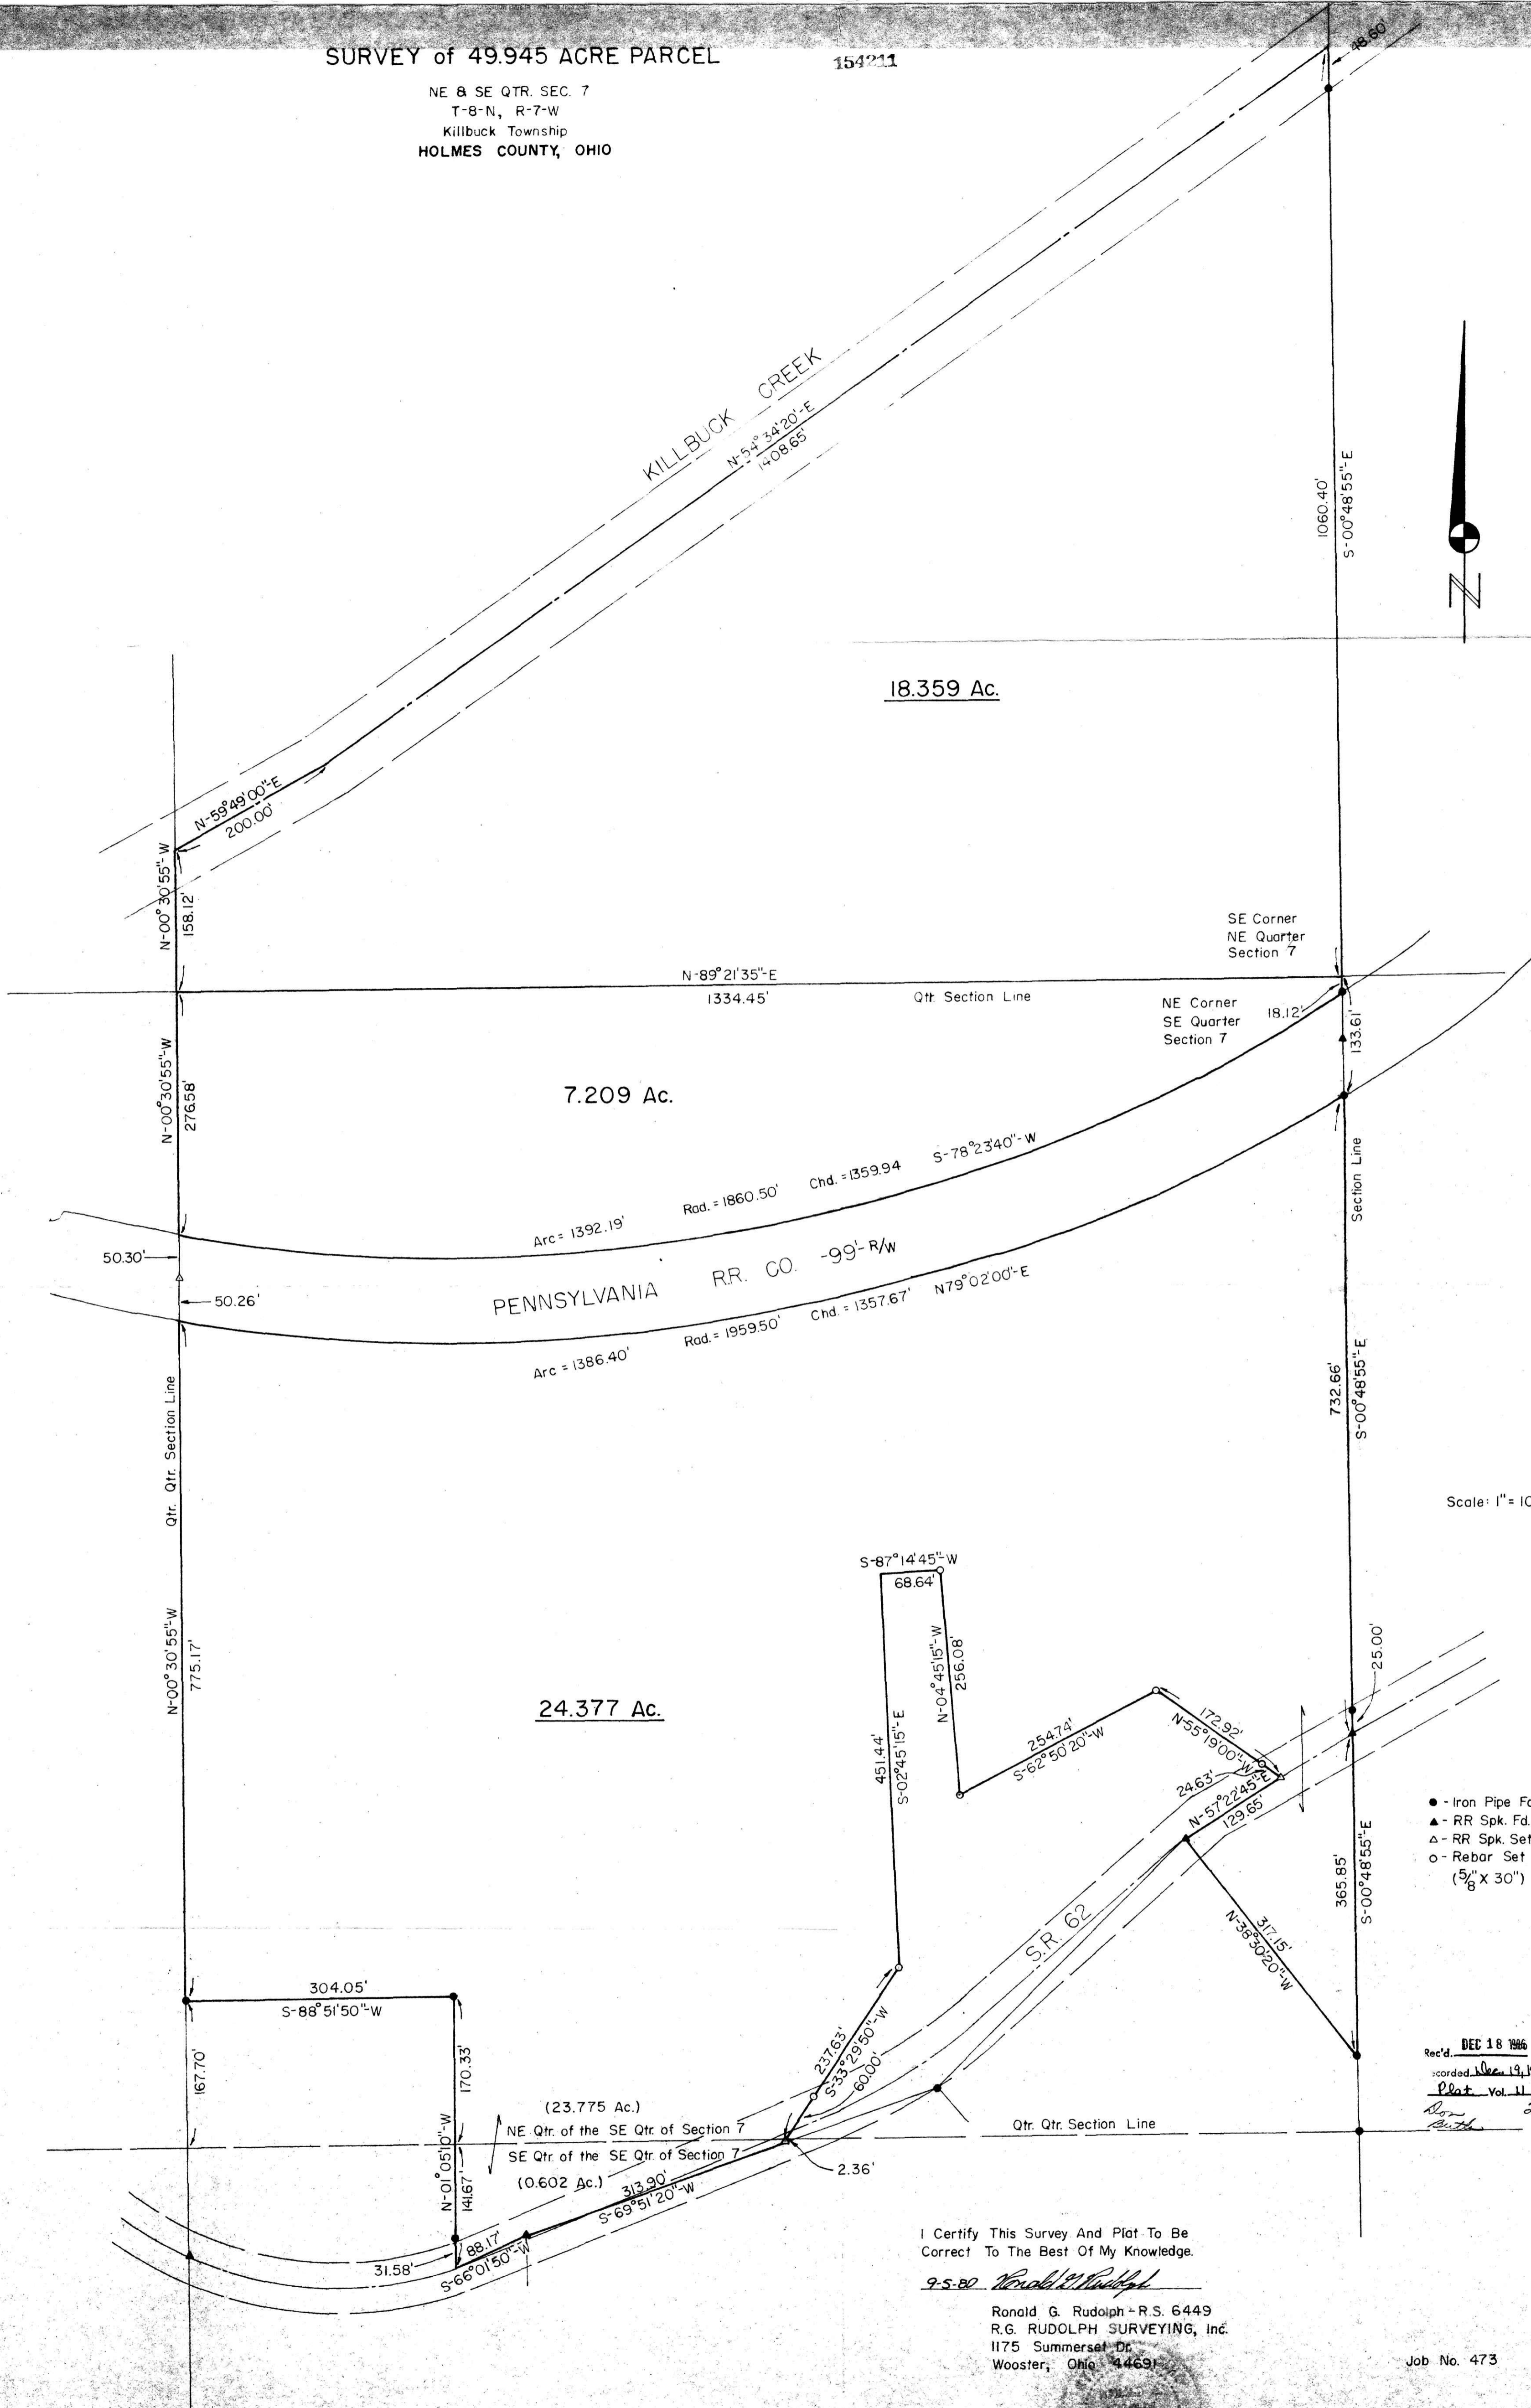 SURVEY of 49.945 ACRE PARCEL
154211
NE & SE QTR. SEC. 7
T-8-N, R-7-W
Killbuck Township
HOLMES COUNTY, OHIO
48.60
KILLBUCK CREEK
N-54°34'20"-E
1408.65'
1060.40'
S-00°48'55"-E
N
18.359 Ac.
N-59°49'00"-E
200.00'
N-00°30'55"-W
158.12'
SE Corner
NE Quarter
Section 7
N-89°21'35"-E
1334.45'
Qtr. Section Line
NE Corner
SE Quarter
Section 7
18.12'
133.61'
N-00°30'55"-W
276.58'
7.209 Ac.
Arc = 1392.19' Rad. = 1860.50' Chd. = 1359.94 S-78°23'40"-W
50.30'
50.26'
PENNSYLVANIA R.R. CO. -99'- R/W
Arc = 1386.40' Rad. = 1959.50' Chd. = 1357.67' N79°02'00"-E
Section Line
Qtr. Qtr. Section Line
732.66'
S-00°48'55"-E
Scale: 1" = 10
N-00°30'55"-W
775.17'
24.377 Ac.
S-87°14'45"-W
68.64'
N-04°45'15"-W
256.08'
451.44'
S-02°45'15"-E
254.74'
S-62°50'20"-W
172.92'
N-55°19'00"-W
24.63'
N-57°22'45"-E
129.65'
25.00'
● - Iron Pipe Fd
▲ - RR Spk. Fd.
△ - RR Spk. Set
○ - Rebar Set
(5/8" X 30")
365.85'
S-00°48'55"-E
317.15'
N-38°30'20"-W
S.R. 62
304.05'
S-88°51'50"-W
167.70'
170.33'
237.63'
S-33°29'50"-W
60.00'
Rec'd. DEC 18 1986
ecorded Dec. 19, 1
Plat Vol. 11
Don
(23.775 Ac.)
NE Qtr. of the SE Qtr. of Section 7
SE Qtr. of the SE Qtr. of Section 7
(0.602 Ac.)
Qtr. Qtr. Section Line
2.36'
N-01°05'10"-W
141.67'
313.90'
S-69°51'20"-W
88.17'
S-66°01'50"-W
31.58'
I Certify This Survey And Plat To Be
Correct To The Best Of My Knowledge.
9-5-80 Ronald G Rudolph
Ronald G. Rudolph - R.S. 6449
R.G. RUDOLPH SURVEYING, Inc.
1175 Summerset Dr.
Wooster, Ohio 44691
Job No. 473